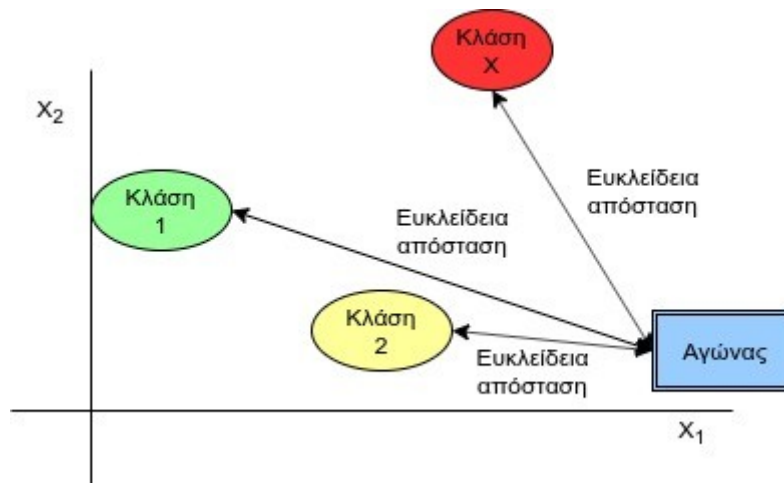 Κλάση
X
X2
Κλάση
1
Ευκλείδεια
απόσταση
Ευκλείδεια
απόσταση
Κλάση
2
Ευκλείδεια
απόσταση
Αγώνας
X1